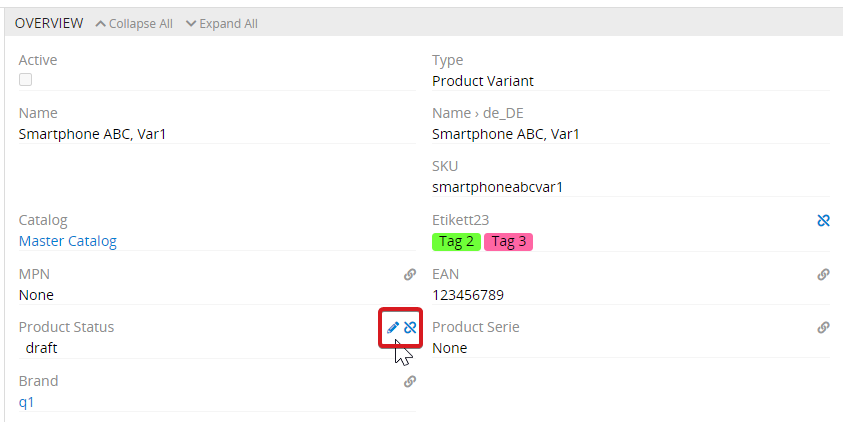 OVERVIEW Collapse All Expand All
Active Type
Product Variant
Name Name › de_DE
Smartphone ABC, Var1 Smartphone ABC, Var1
SKU
smartphoneabcvar1
Catalog Etikett23
Master Catalog Tag 2 Tag 3
MPN EAN
None 123456789
Product Status Product Serie
draft None
Brand
q1